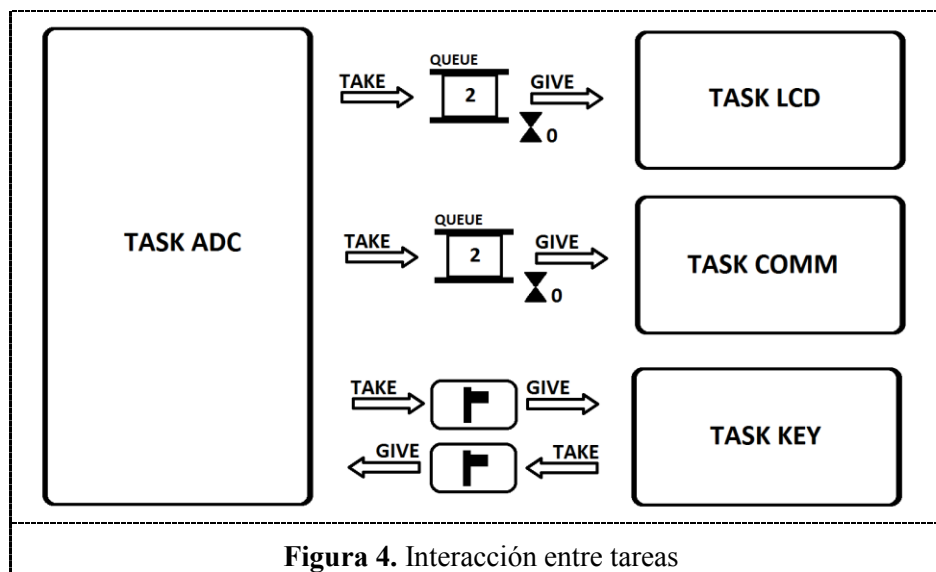 TASK ADC
QUEUE
TAKE
2
GIVE
0
TASK LCD
QUEUE
TAKE
2
GIVE
0
TASK COMM
TAKE
GIVE
GIVE
TAKE
TASK KEY
Figura 4. Interacción entre tareas